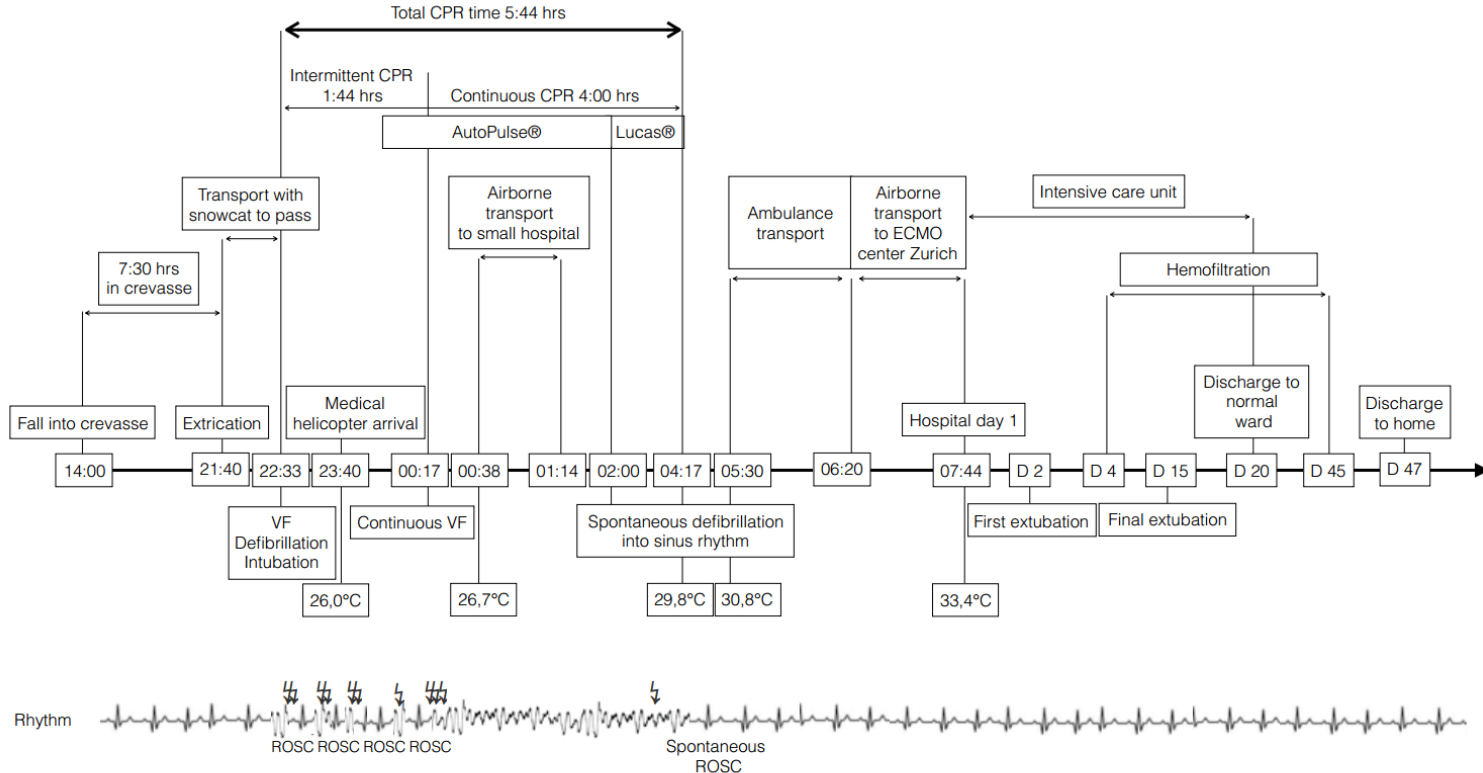 Total CPR time 5:44 hrs
Intermittent CPR
1:44 hrs
Continuous CPR 4:00 hrs
AutoPulse®
Lucas®
Transport with
snowcat to pass
Airborne
transport
to small hospital
Ambulance
transport
Airborne
transport
to ECMO
center Zurich
Intensive care unit
7:30 hrs
in crevasse
Hemofiltration
Fall into crevasse
Extrication
Medical
helicopter arrival
Hospital day 1
Discharge to
normal
ward
Discharge
to home
14:00
21:40
22:33
23:40
00:17
00:38
01:14
02:00
04:17
05:30
06:20
07:44
D 2
D 4
D 15
D 20
D 45
D 47
VF
Defibrillation
Intubation
Continuous VF
Spontaneous defibrillation
into sinus rhythm
First extubation
Final extubation
26,0°C
26,7°C
29,8°C
30,8°C
33,4°C
Rhythm
ROSC ROSC ROSC ROSC
Spontaneous
ROSC